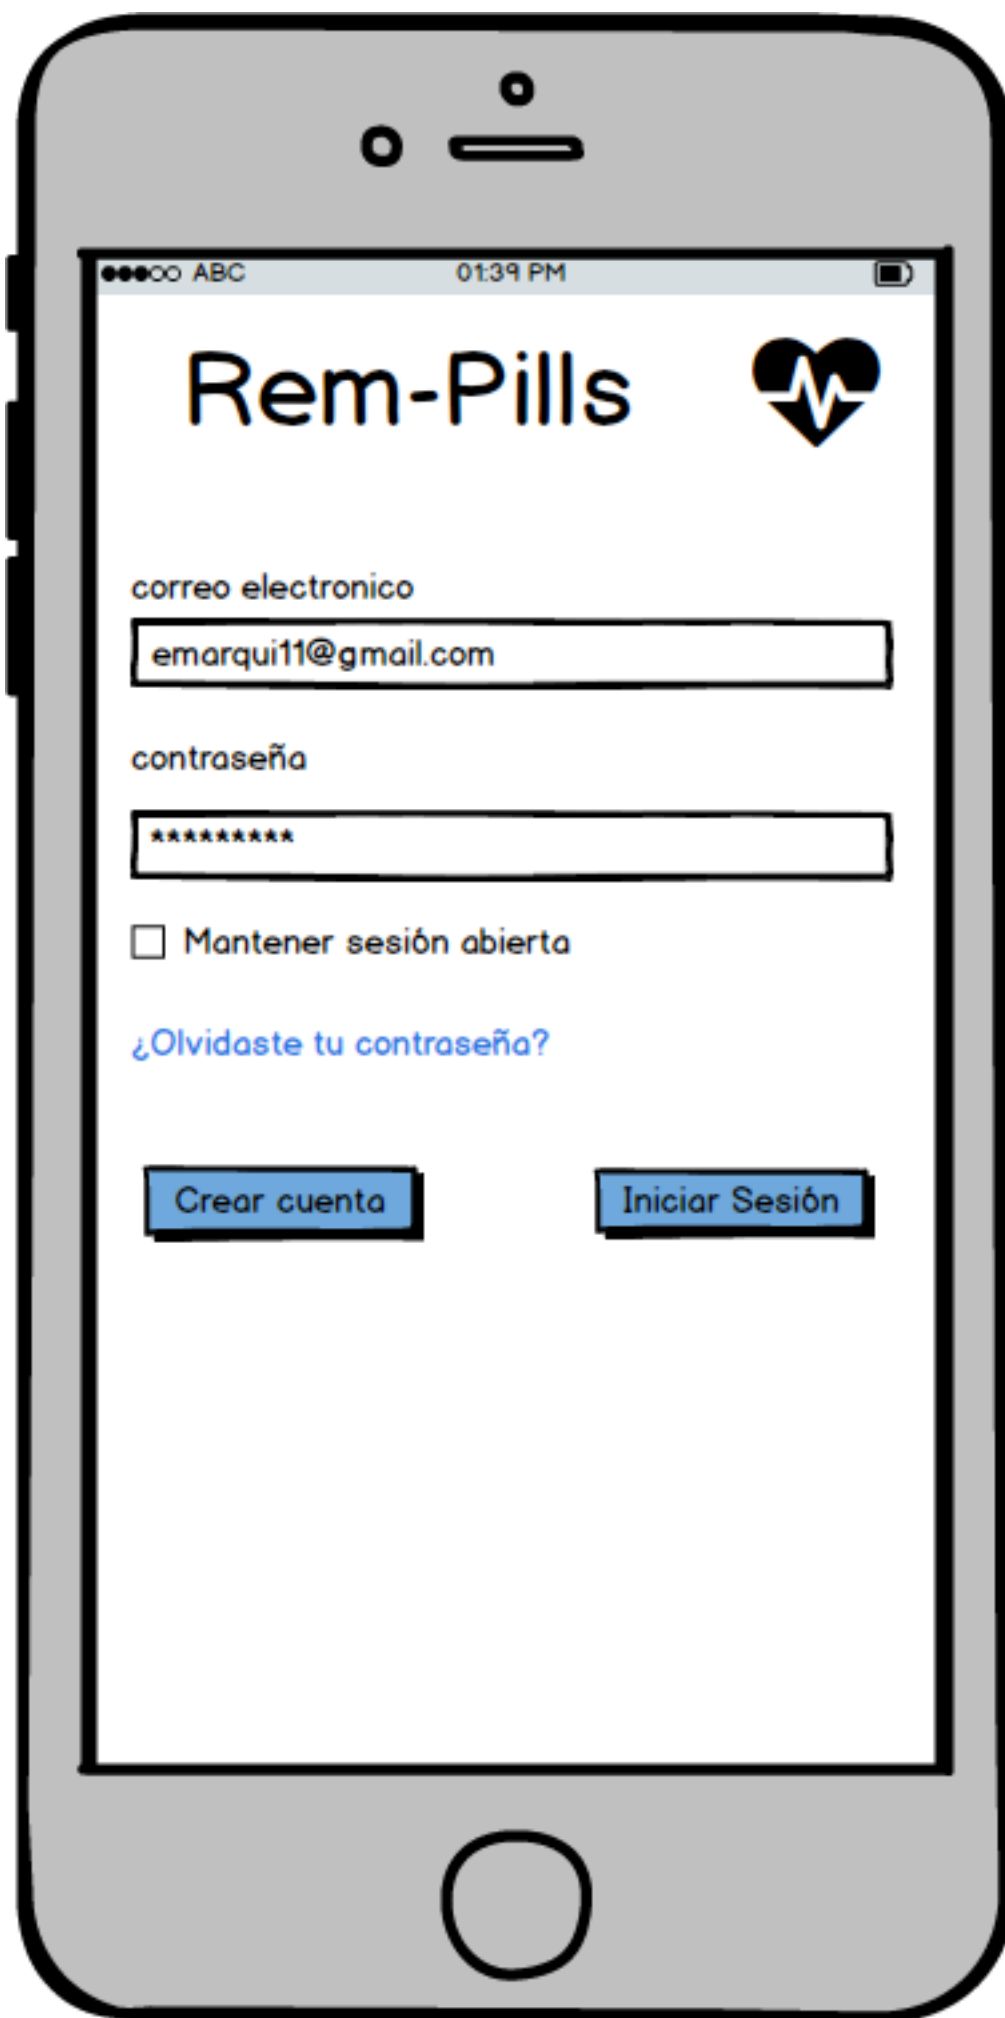 ABC 01:39 PM
Rem-Pills
correo electronico
emarqui11@gmail.com
contraseña
*********
Mantener sesión abierta
¿Olvidaste tu contraseña?
Crear cuenta Iniciar Sesión